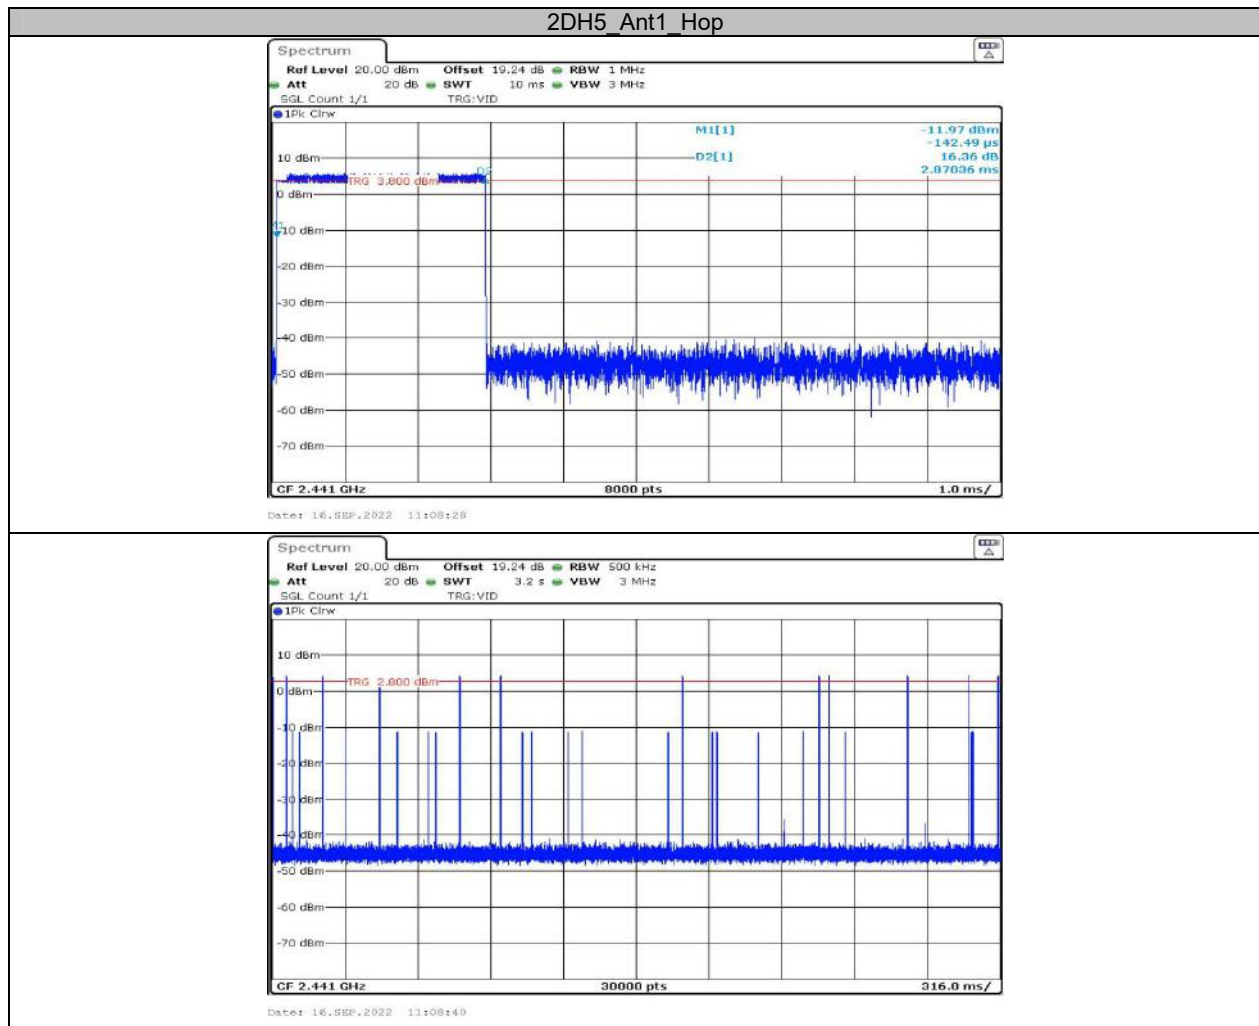 2DH5_Ant1_Hop
Spectrum
Ref Level 20.00 dBm Offset 19.24 dB RBW 1 MHz
Att 20 dB SWT 10 ms VBW 3 MHz
SGL Count 1/1 TRG:VID
1Pk Clrw
M1[1] -11.97 dBm
-142.49 µs
10 dBm D2[1] 16.36 dB
2.87036 ms
TRG 3.800 dBm
0 dBm
-10 dBm
-20 dBm
-30 dBm
-40 dBm
-50 dBm
-60 dBm
-70 dBm
CF 2.441 GHz 8000 pts 1.0 ms/
Date: 16.SEP.2022 11:08:28
Spectrum
Ref Level 20.00 dBm Offset 19.24 dB RBW 500 kHz
Att 20 dB SWT 3.2 s VBW 3 MHz
SGL Count 1/1 TRG:VID
1Pk Clrw
10 dBm
TRG 2.800 dBm
0 dBm
-10 dBm
-20 dBm
-30 dBm
-40 dBm
-50 dBm
-60 dBm
-70 dBm
CF 2.441 GHz 30000 pts 316.0 ms/
Date: 16.SEP.2022 11:08:40